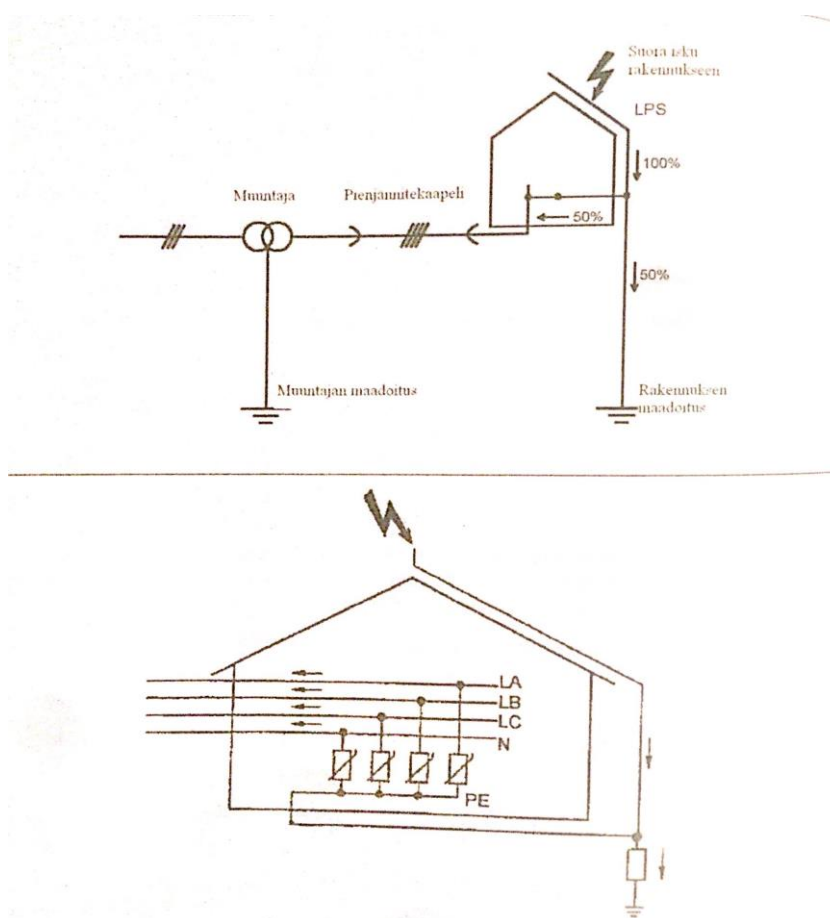 Suora isku
rakennukseen
LPS
100%
Muuntaja
Pienjännitekaapeli
50%
50%
Muuntajan maadoitus
Rakennuksen
maadoitus
LA
LB
LC
N
PE